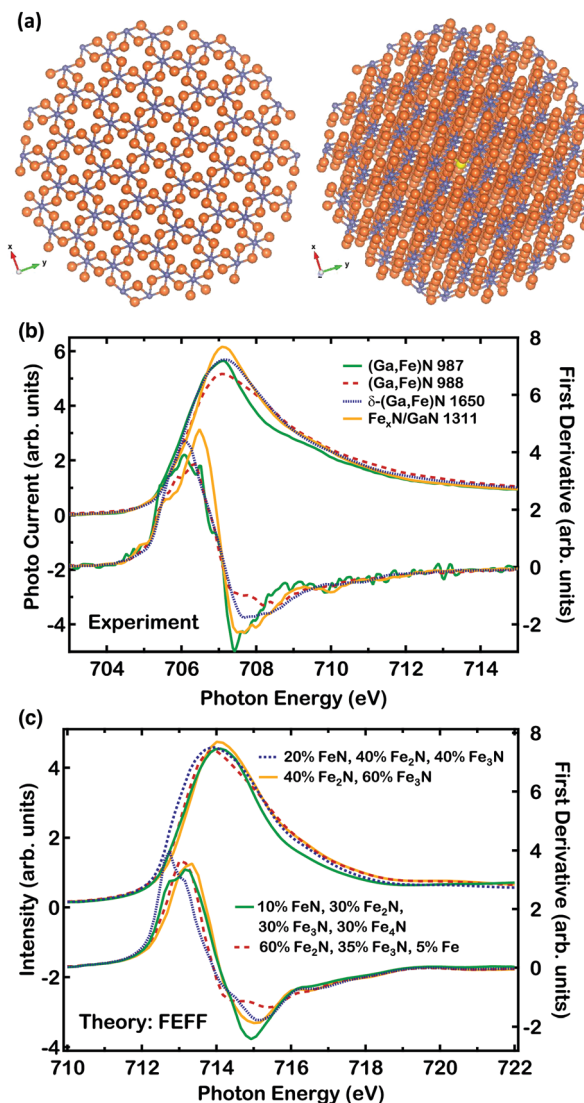 (a)
x
y
x
y
(b)
6
4
2
0
-2
-4
Photo Current (arb. units)
8
6
4
2
0
-2
First Derivative (arb. units)
(Ga,Fe)N 987
(Ga,Fe)N 988
δ-(Ga,Fe)N 1650
FeₓN/GaN 1311
Experiment
704 706 708 710 712 714
Photon Energy (eV)
(c)
4
2
0
-2
-4
Intensity (arb. units)
8
6
4
2
0
-2
First Derivative (arb. units)
20% FeN, 40% Fe₂N, 40% Fe₃N
40% Fe₂N, 60% Fe₃N
10% FeN, 30% Fe₂N,
30% Fe₃N, 30% Fe₄N
60% Fe₂N, 35% Fe₃N, 5% Fe
Theory: FEFF
710 712 714 716 718 720 722
Photon Energy (eV)